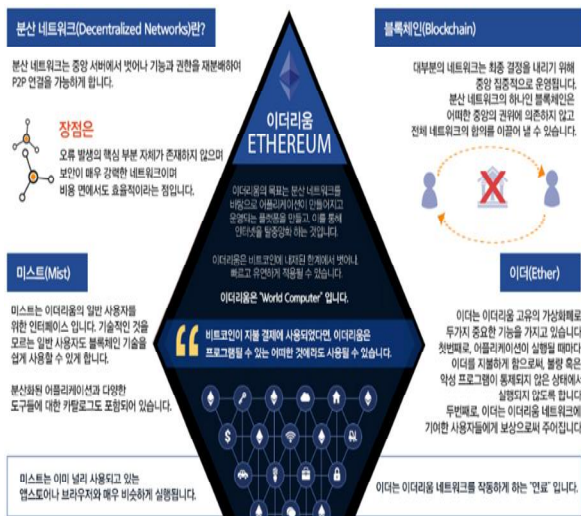 분산 네트워크(Decentralized Networks)란?
분산 네트워크는 중앙 서버에서 벗어나 기능과 권한을 재분배하여
P2P 연결을 가능하게 합니다.
장점은
오류 발생의 핵심 부분 자체가 존재하지 않으며
보안이 매우 강력한 네트워크이며
비용 면에서도 효율적이라는 점입니다.
미스트(Mist)
미스트는 이더리움의 일반 사용자를
위한 인터페이스 입니다. 기술적인 것을
모르는 일반 사용자도 블록체인 기술을
쉽게 사용할 수 있게 합니다.
분산화된 어플리케이션과 다양한
도구들에 대한 카탈로그도 포함되어 있습니다.
미스트는 이미 널리 사용되고 있는
앱스토어나 브라우저와 매우 비슷하게 실행됩니다.
이더리움
ETHEREUM
이더리움의 목표는 분산 네트워크를
바탕으로 어플리케이션이 만들어지고
운영되는 플랫폼을 만들고, 이를 통해
인터넷을 탈중앙화 하는 것입니다.
이더리움은 비트코인에 내재된 한계에서 벗어나,
빠르고 유연하게 적용될 수 있습니다.
이더리움은 "World Computer" 입니다.
비트코인이 지불 결제에 사용되었다면, 이더리움은
프로그램될 수 있는 어떠한 것에라도 사용될 수 있습니다.
블록체인(Blockchain)
대부분의 네트워크는 최종 결정을 내리기 위해
중앙 집중적으로 운영됩니다.
분산 네트워크의 하나인 블록체인은
어떠한 중앙의 권위에 의존하지 않고
전체 네트워크의 합의를 이끌어 낼 수 있습니다.
이더(Ether)
이더는 이더리움 고유의 가상화폐로
두가지 중요한 기능을 가지고 있습니다.
첫번째로, 어플리케이션이 실행될 때마다
이더를 지불하게 함으로써, 불량 혹은
악성 프로그램이 통제되지 않은 상태에서
실행되지 않도록 합니다
두번째로, 이더는 이더리움 네트워크에
기여한 사용자들에게 보상으로써 주어집니다.
이더는 이더리움 네트워크를 작동하게 하는 "연료" 입니다.